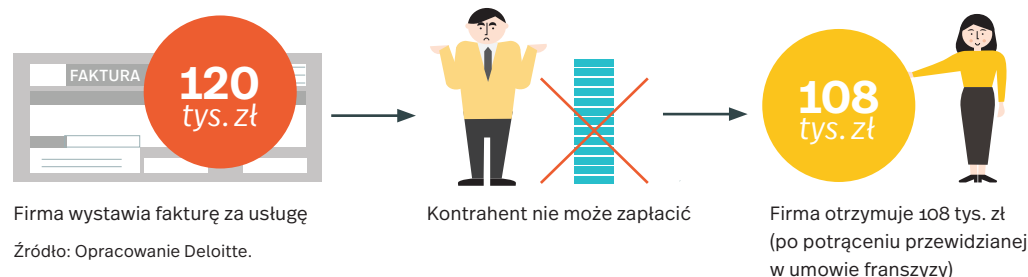 FAKTURA
120
tys. zł
108
tys. zł
Firma wystawia fakturę za usługę
Kontrahent nie może zapłacić
Firma otrzymuje 108 tys. zł
(po potrąceniu przewidzianej
w umowie franszyzy)
Źródło: Opracowanie Deloitte.